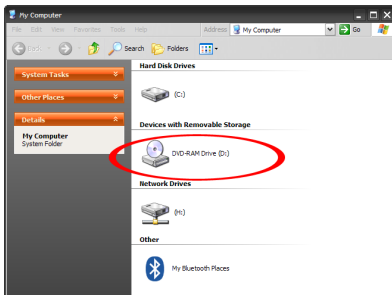 My Computer
File Edit View Favorites Tools Help Address My Computer Go
Back Search Folders
System Tasks
Other Places
Details
My Computer
System Folder
Hard Disk Drives
(C:)
Devices with Removable Storage
DVD-RAM Drive (D:)
Network Drives
(H:)
Other
My Bluetooth Places